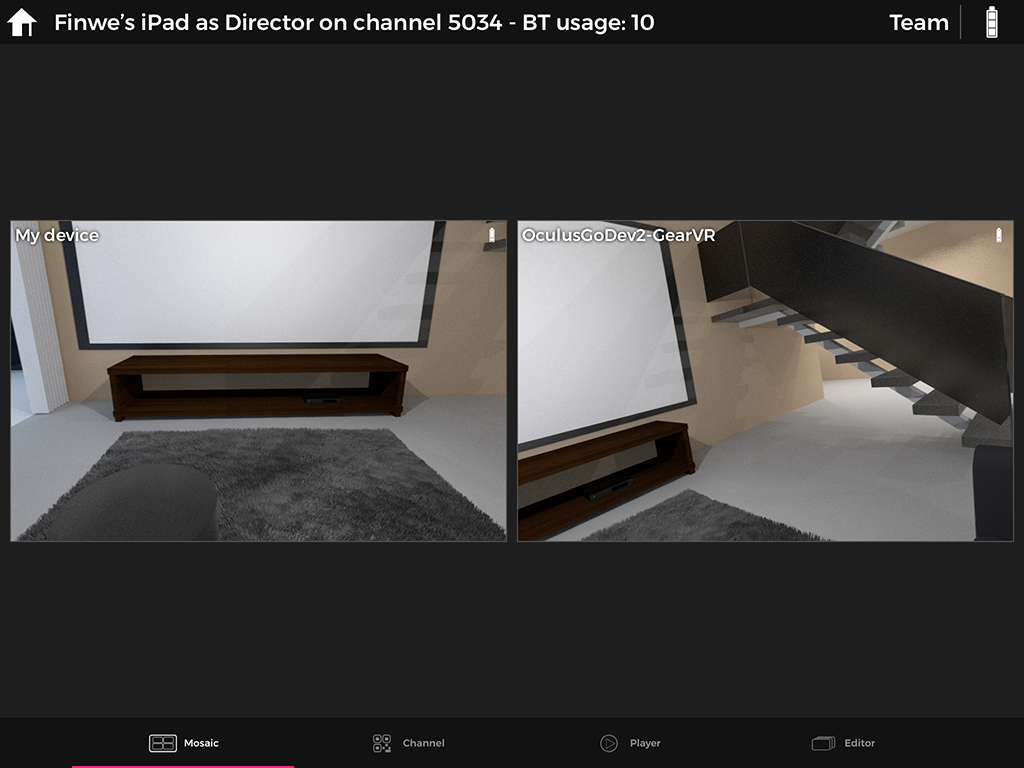 Finwe’s iPad as Director on channel 5034 - BT usage: 10
Team
My device
OculusGoDev2-GearVR
Mosaic
Channel
Player
Editor